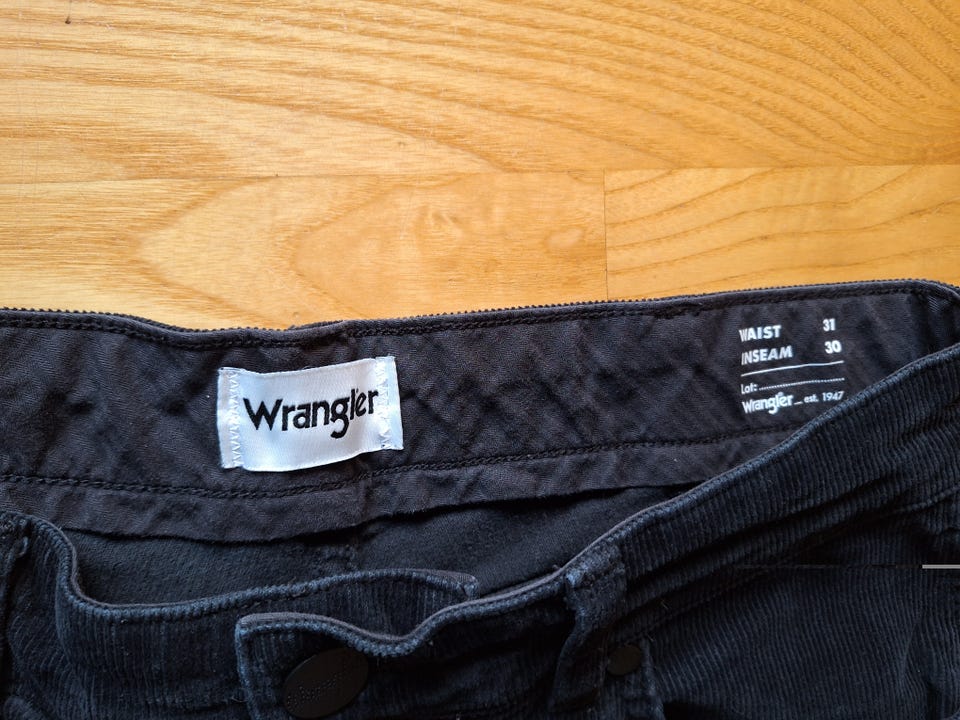 Wrangler
WAIST 31
INSEAM 30
Lot:
Wrangler est. 1947